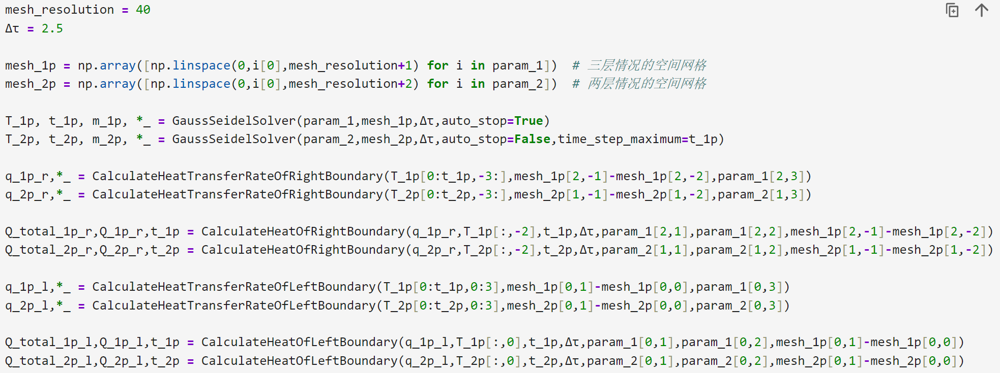 mesh_resolution = 40
Δτ = 2.5
mesh_1p = np.array([np.linspace(0,i[0],mesh_resolution+1) for i in param_1])  # 三层情况的空间网格
mesh_2p = np.array([np.linspace(0,i[0],mesh_resolution+2) for i in param_2])  # 两层情况的空间网格
T_1p, t_1p, m_1p, *_ = GaussSeidelSolver(param_1,mesh_1p,Δτ,auto_stop=True)
T_2p, t_2p, m_2p, *_ = GaussSeidelSolver(param_2,mesh_2p,Δτ,auto_stop=False,time_step_maximum=t_1p)
q_1p_r,*_ = CalculateHeatTransferRateOfRightBoundary(T_1p[0:t_1p,-3:],mesh_1p[2,-1]-mesh_1p[2,-2],param_1[2,3])
q_2p_r,*_ = CalculateHeatTransferRateOfRightBoundary(T_2p[0:t_2p,-3:],mesh_2p[1,-1]-mesh_2p[1,-2],param_2[1,3])
Q_total_1p_r,Q_1p_r,t_1p = CalculateHeatOfRightBoundary(q_1p_r,T_1p[:,-2],t_1p,Δτ,param_1[2,1],param_1[2,2],mesh_1p[2,-1]-mesh_1p[2,-2])
Q_total_2p_r,Q_2p_r,t_2p = CalculateHeatOfRightBoundary(q_2p_r,T_2p[:,-2],t_2p,Δτ,param_2[1,1],param_2[1,2],mesh_2p[1,-1]-mesh_2p[1,-2])
q_1p_l,*_ = CalculateHeatTransferRateOfLeftBoundary(T_1p[0:t_1p,0:3],mesh_1p[0,1]-mesh_1p[0,0],param_1[0,3])
q_2p_l,*_ = CalculateHeatTransferRateOfLeftBoundary(T_2p[0:t_2p,0:3],mesh_2p[0,1]-mesh_2p[0,0],param_2[0,3])
Q_total_1p_l,Q_1p_l,t_1p = CalculateHeatOfLeftBoundary(q_1p_l,T_1p[:,0],t_1p,Δτ,param_1[0,1],param_1[0,2],mesh_1p[0,1]-mesh_1p[0,0])
Q_total_2p_l,Q_2p_l,t_2p = CalculateHeatOfLeftBoundary(q_2p_l,T_2p[:,0],t_2p,Δτ,param_2[0,1],param_2[0,2],mesh_2p[0,1]-mesh_2p[0,0])